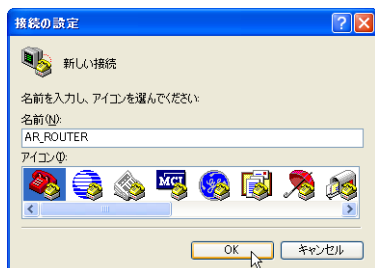 接続の設定
新しい接続
名前を入力し、アイコンを選んでください:
名前(N):
AR_ROUTER
アイコン(I):
MCI
OK
キャンセル